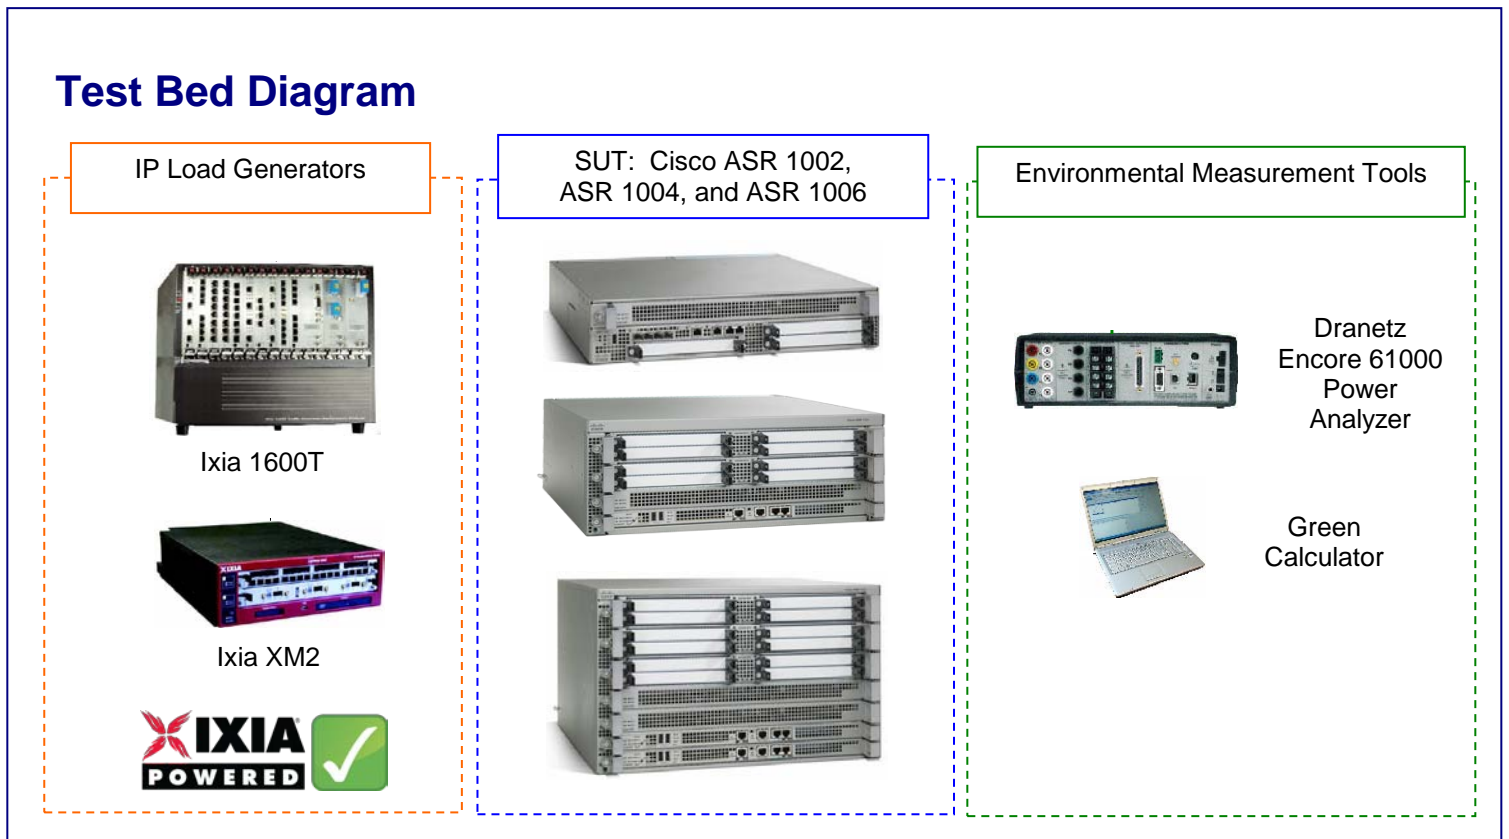 Test Bed Diagram
IP Load Generators
Ixia 1600T
XIXIA
Ixia XM2
IXIA
POWERED
SUT: Cisco ASR 1002,
ASR 1004, and ASR 1006
Environmental Measurement Tools
Dranetz
Encore 61000
Power
Analyzer
Green
Calculator